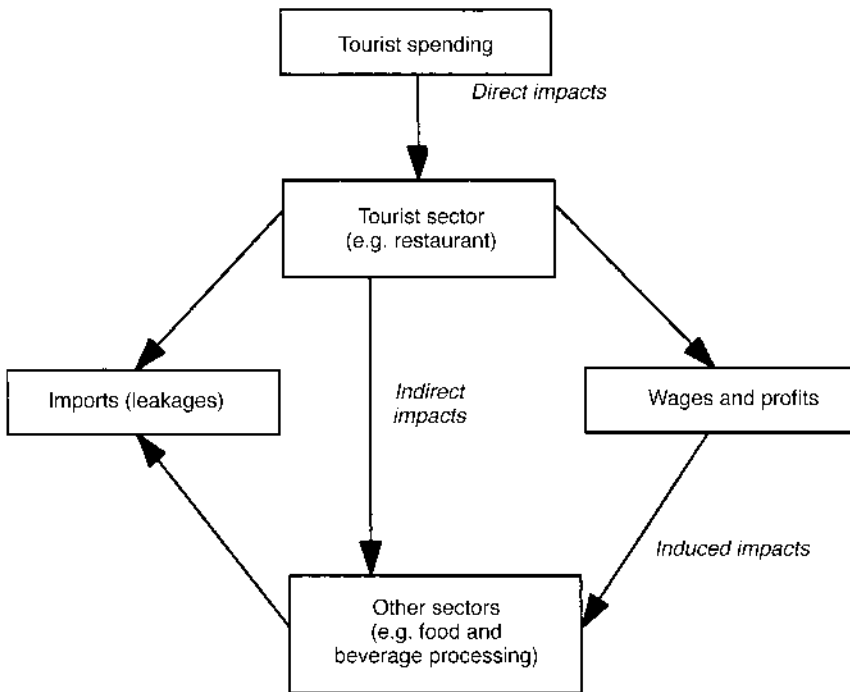 Tourist spending
Direct impacts
Tourist sector
(e.g. restaurant)
Imports (leakages)
Indirect
impacts
Wages and profits
Induced impacts
Other sectors
(e.g. food and
beverage processing)